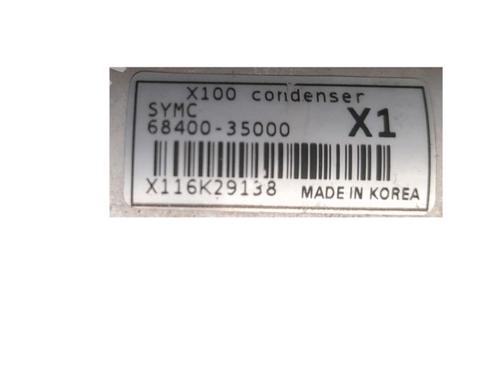 X100 condenser
SYMC
68400-35000 X1
X116K29138 MADE IN KOREA